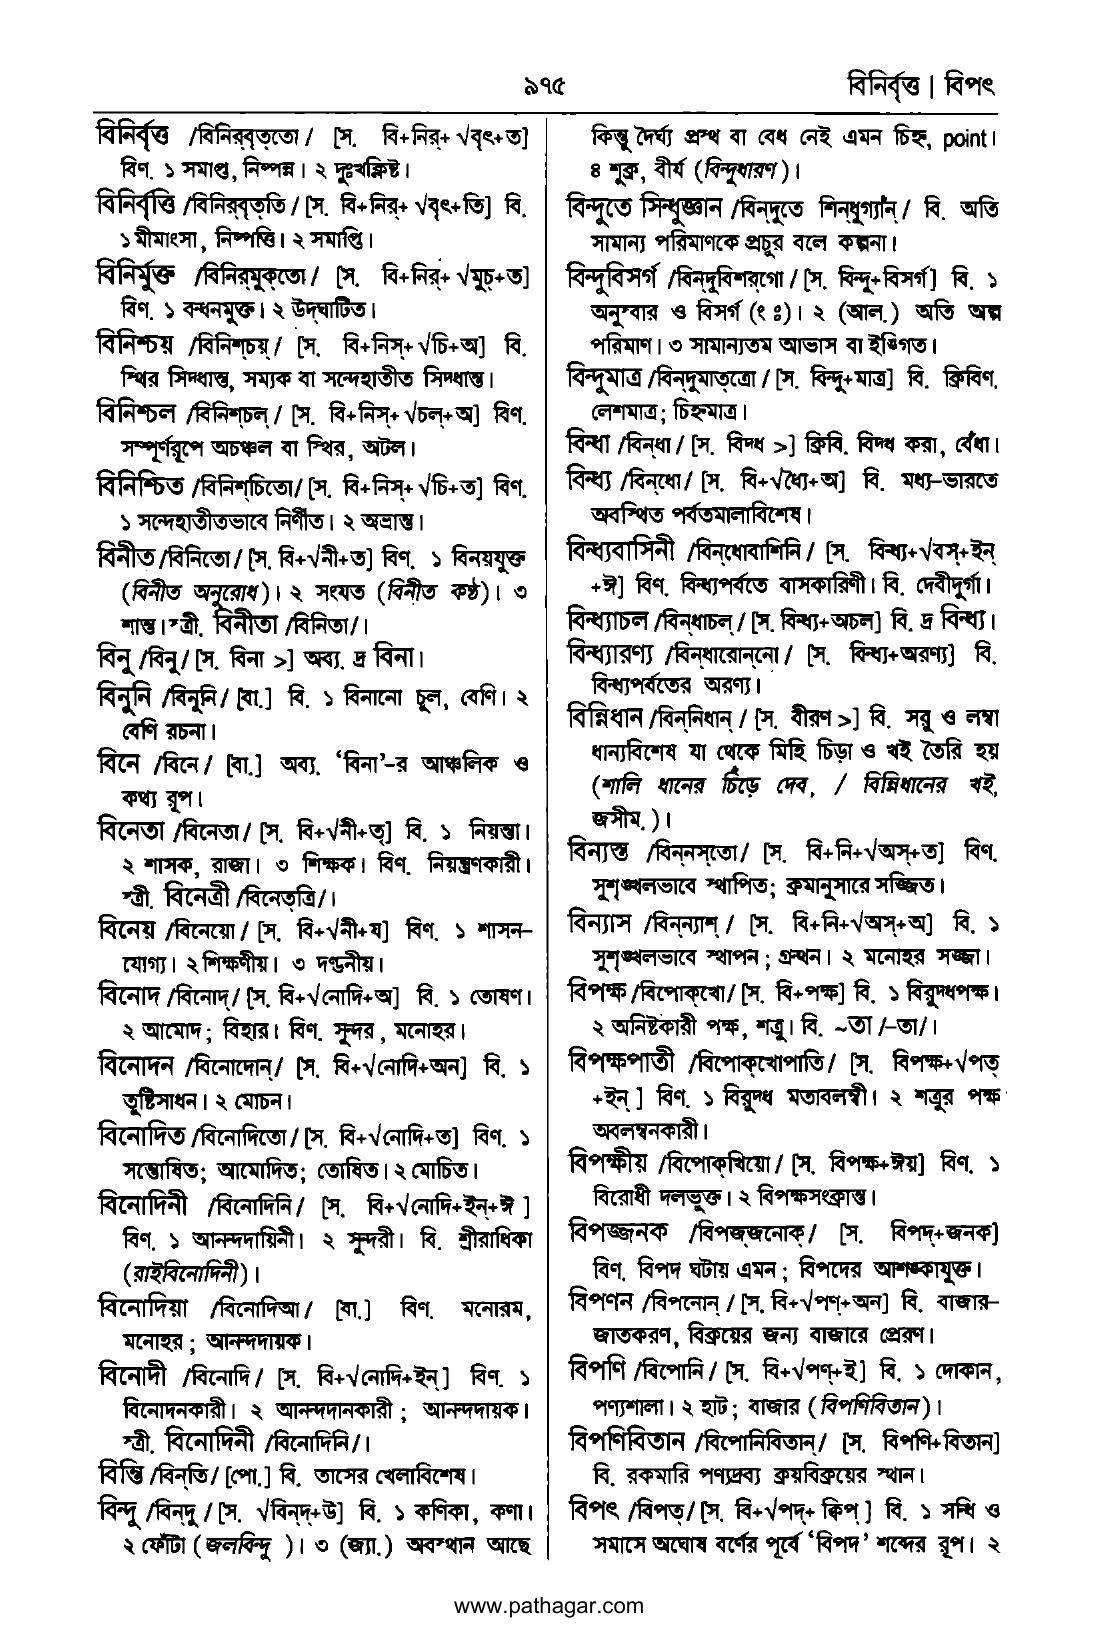 ৯৭৫
বিনির্বৃত্ত | বিপৎ
বিনির্বৃত্ত /বিনির্‌বৃত্‌তো/ [স. বি+নির্+√বৃৎ+ত]
বিণ. ১ সমাপ্ত, নিষ্পন্ন। ২ দুঃখক্লিষ্ট।
বিনির্বৃত্তি /বিনির্‌বৃত্‌তি/ [স. বি+নির্+√বৃৎ+তি] বি.
১ মীমাংসা, নিষ্পত্তি। ২ সমাপ্তি।
বিনির্মুক্ত /বিনির্‌মুক্‌তো/ [স. বি+নির্+√মুচ্+ত]
বিণ. ১ বন্ধনমুক্ত। ২ উদ্‌ঘাটিত।
বিনিশ্চয় /বিনিশ্‌চয়্/ [স. বি+নিস্+√চি+অ] বি.
স্থির সিদ্ধান্ত, সম্যক বা সন্দেহাতীত সিদ্ধান্ত।
বিনিশ্চল /বিনিশ্‌চল্/ [স. বি+নিস্+√চল্+অ] বিণ.
সম্পূর্ণরূপে অচঞ্চল বা স্থির, অটল।
বিনিশ্চিত /বিনিশ্‌চিতো/ [স. বি+নিস্+√চি+ত] বিণ.
১ সন্দেহাতীতভাবে নির্ণীত। ২ অভ্রান্ত।
বিনীত /বিনিতো/ [স. বি+√নী+ত] বিণ. ১ বিনয়যুক্ত
(বিনীত অনুরোধ)। ২ সংযত (বিনীত কণ্ঠ)। ৩
শান্ত। স্ত্রী. বিনীতা /বিনিতা/।
বিনু /বিনু/ [স. বিনা >] অব্য. দ্র বিনা।
বিনুনি /বিনুনি/ [বা.] বি. ১ বিনানো চুল, বেণি। ২
বেণি রচনা।
বিনে /বিনে/ [বা.] অব্য. ‘বিনা’-র আঞ্চলিক ও
কথ্য রূপ।
বিনেতা /বিনেতা/ [স. বি+√নী+তৃ] বি. ১ নিয়ন্তা।
২ শাসক, রাজা। ৩ শিক্ষক। বিণ. নিয়ন্ত্রণকারী।
স্ত্রী. বিনেত্রী /বিনেত্‌ত্রি/।
বিনেয় /বিনেয়ো/ [স. বি+√নী+য] বিণ. ১ শাসন-
যোগ্য। ২ শিক্ষণীয়। ৩ দণ্ডনীয়।
বিনোদ /বিনোদ্/ [স. বি+√নোদি+অ] বি. ১ তোষণ।
২ আমোদ; বিহার। বিণ. সুন্দর, মনোহর।
বিনোদন /বিনোদোন্/ [স. বি+√নোদি+অন] বি. ১
তুষ্টিসাধন। ২ মোচন।
বিনোদিত /বিনোদিতো/ [স. বি+√নোদি+ত] বিণ. ১
সন্তোষিত; আমোদিত; তোষিত। ২ মোচিত।
বিনোদিনী /বিনোদিনি/ [স. বি+√নোদি+ইন্+ঈ ]
বিণ. ১ আনন্দদায়িনী। ২ সুন্দরী। বি. শ্রীরাধিকা
(রাইবিনোদিনী)।
বিনোদিয়া /বিনোদিআ/ [বা.] বিণ. মনোরম,
মনোহর; আনন্দদায়ক।
বিনোদী /বিনোদি/ [স. বি+√নোদি+ইন্] বিণ. ১
বিনোদনকারী। ২ আনন্দদানকারী; আনন্দদায়ক।
স্ত্রী. বিনোদিনী /বিনোদিনি/।
বিন্তি /বিন্‌তি/ [পো.] বি. তাসের খেলাবিশেষ।
বিন্দু /বিন্‌দু/ [স. √বিন্দ্+উ] বি. ১ কণিকা, কণা।
২ ফোঁটা (জলবিন্দু )। ৩ (জ্যা.) অবস্থান আছে
কিন্তু দৈর্ঘ্য প্রস্থ বা বেধ নেই এমন চিহ্ন, point।
৪ শুক্র, বীর্য (বিন্দুধারণ)।
বিন্দুতে সিন্ধুজ্ঞান /বিন্‌দুতে শিন্‌ধুগ্যাঁন্/ বি. অতি
সামান্য পরিমাণকে প্রচুর বলে কল্পনা।
বিন্দুবিসর্গ /বিন্‌দুবিশর্‌গো/ [স. বিন্দু+বিসর্গ] বি. ১
অনুস্বার ও বিসর্গ (ংঃ)। ২ (আল.) অতি অল্প
পরিমাণ। ৩ সামান্যতম আভাস বা ইঙ্গিত।
বিন্দুমাত্র /বিন্‌দুমাত্‌ত্রো/ [স. বিন্দু+মাত্র] বি. ক্রিবিণ.
লেশমাত্র; চিহ্নমাত্র।
বিন্ধা /বিন্‌ধা/ [স. বিদ্ধ >] ক্রিবি. বিদ্ধ করা, বেঁধা।
বিন্ধ্য /বিন্‌ধো/ [স. বি+√ধ্যৈ+অ] বি. মধ্য-ভারতে
অবস্থিত পর্বতমালাবিশেষ।
বিন্ধ্যবাসিনী /বিন্‌ধোবাশিনি/ [স. বিন্ধ্য+√বস্+ইন্
+ঈ] বিণ. বিন্ধ্যপর্বতে বাসকারিণী। বি. দেবীদুর্গা।
বিন্ধ্যাচল /বিন্‌ধাচল্/ [স. বিন্ধ্য+অচল] বি. দ্র বিন্ধ্য।
বিন্ধ্যারণ্য /বিন্‌ধারোন্‌নো/ [স. বিন্ধ্য+অরণ্য] বি.
বিন্ধ্যপর্বতের অরণ্য।
বিন্নিধান /বিন্‌নিধান্/ [স. বীরণ >] বি. সরু ও লম্বা
ধান্যবিশেষ যা থেকে মিহি চিড়া ও খই তৈরি হয়
(শালি ধানের চিঁড়ে দেব, / বিন্নিধানের খই,
জসীম.)।
বিন্যস্ত /বিন্‌নস্‌তো/ [স. বি+নি+√অস্+ত] বিণ.
সুশৃঙ্খলভাবে স্থাপিত; ক্রমানুসারে সজ্জিত।
বিন্যাস /বিন্‌ন্যাশ্/ [স. বি+নি+√অস্+অ] বি. ১
সুশৃঙ্খলভাবে স্থাপন; গ্রন্থন। ২ মনোহর সজ্জা।
বিপক্ষ /বিপোক্‌খো/ [স. বি+পক্ষ] বি. ১ বিরুদ্ধপক্ষ।
২ অনিষ্টকারী পক্ষ, শত্রু। বি. ~তা /–তা/।
বিপক্ষপাতী /বিপোক্‌খোপাতি/ [স. বিপক্ষ+√পত্
+ইন্ ] বিণ. ১ বিরুদ্ধ মতাবলম্বী। ২ শত্রুর পক্ষ
অবলম্বনকারী।
বিপক্ষীয় /বিপোক্‌খিয়ো/ [স. বিপক্ষ+ঈয়] বিণ. ১
বিরোধী দলভুক্ত। ২ বিপক্ষসংক্রান্ত।
বিপজ্জনক /বিপজ্‌জনোক্/ [স. বিপদ্+জনক]
বিণ. বিপদ ঘটায় এমন; বিপদের আশঙ্কাযুক্ত।
বিপণন /বিপনোন্/ [স. বি+√পণ্+অন] বি. বাজার-
জাতকরণ, বিক্রয়ের জন্য বাজারে প্রেরণ।
বিপণি /বিপোনি/ [স. বি+√পণ্+ই] বি. ১ দোকান,
পণ্যশালা। ২ হাট; বাজার (বিপণিবিতান)।
বিপণিবিতান /বিপোনিবিতান্/ [স. বিপণি+বিতান]
বি. রকমারি পণ্যদ্রব্য ক্রয়বিক্রয়ের স্থান।
বিপৎ /বিপত্/ [স. বি+√পদ্+ক্বিপ্ ] বি. ১ সন্ধি ও
সমাসে অঘোষ বর্ণের পূর্বে ‘বিপদ’ শব্দের রূপ। ২
www.pathagar.com